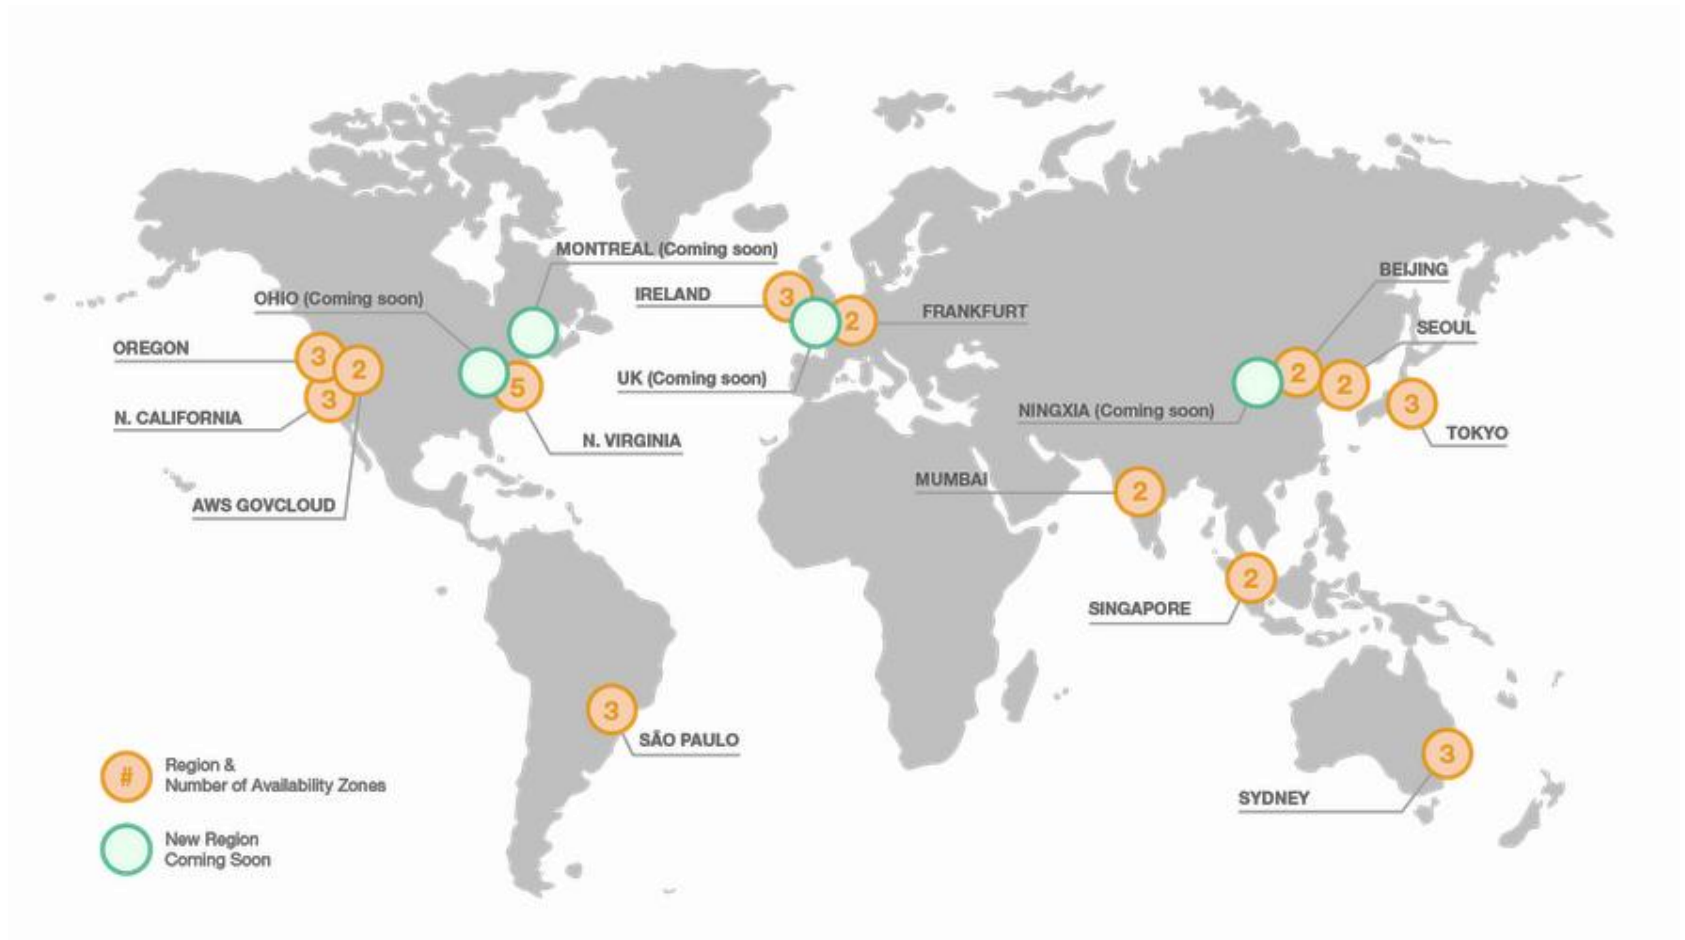 MONTREAL (Coming soon)
OHIO (Coming soon)
OREGON
3
2
3
N. CALIFORNIA
AWS GOVCLOUD
5
N. VIRGINIA
IRELAND
3
2
FRANKFURT
UK (Coming soon)
BEIJING
SEOUL
2
2
3
NINGXIA (Coming soon)
TOKYO
MUMBAI
2
2
SINGAPORE
3
SÃO PAULO
3
SYDNEY
#
Region &
Number of Availability Zones
New Region
Coming Soon